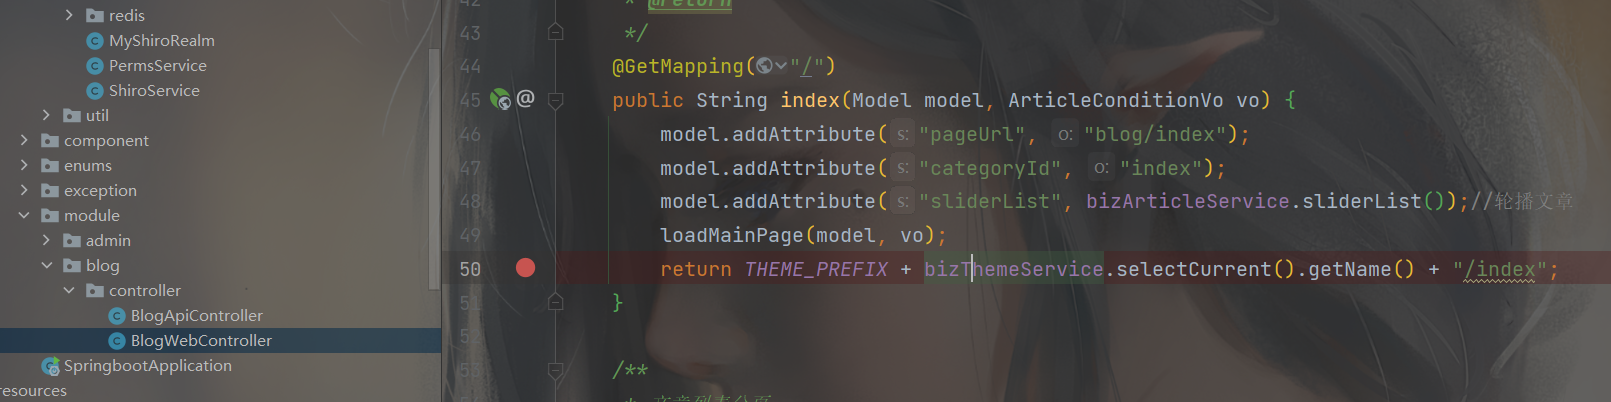 redis
MyShiroRealm
PermsService
ShiroService
util
component
enums
exception
module
admin
blog
controller
BlogApiController
BlogWebController
SpringbootApplication
resources
42 * @return
43 */
44 @GetMapping("/")
45 @ public String index(Model model, ArticleConditionVo vo) {
46 model.addAttribute( s: "pageUrl", o: "blog/index");
47 model.addAttribute( s: "categoryId", o: "index");
48 model.addAttribute( s: "sliderList", bizArticleService.sliderList());//轮播文章
49 loadMainPage(model, vo);
50 return THEME_PREFIX + bizThemeService.selectCurrent().getName() + "/index";
51 }
52
53 /**